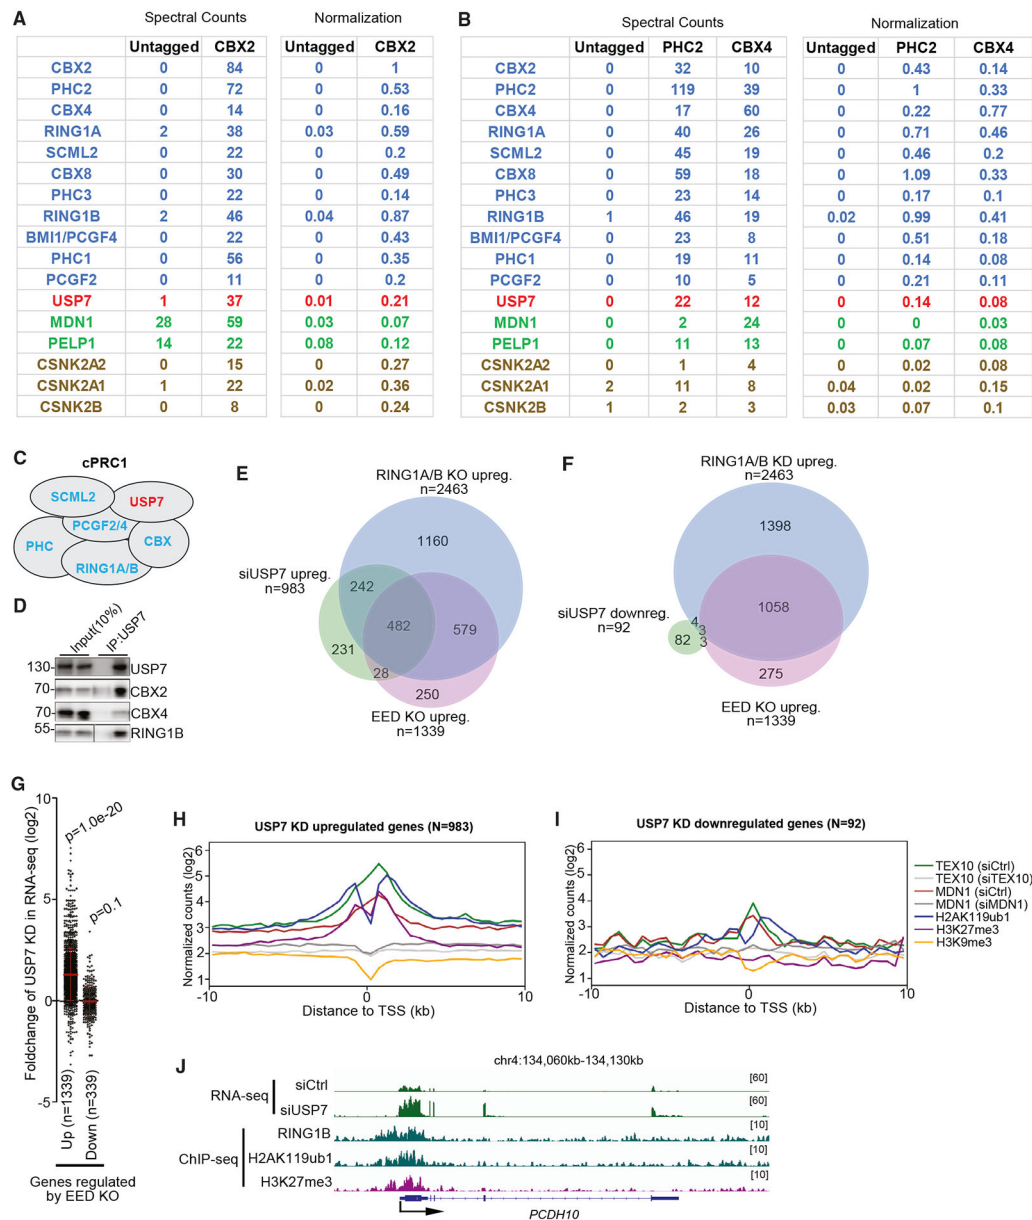 A
Spectral Counts
Normalization
Untagged CBX2 Untagged CBX2
CBX2 0 84 0 1
PHC2 0 72 0 0.53
CBX4 0 14 0 0.16
RING1A 2 38 0.03 0.59
SCML2 0 22 0 0.2
CBX8 0 30 0 0.49
PHC3 0 22 0 0.14
RING1B 2 46 0.04 0.87
BMI1/PCGF4 0 22 0 0.43
PHC1 0 56 0 0.35
PCGF2 0 11 0 0.2
USP7 1 37 0.01 0.21
MDN1 28 59 0.03 0.07
PELP1 14 22 0.08 0.12
CSNK2A2 0 15 0 0.27
CSNK2A1 1 22 0.02 0.36
CSNK2B 0 8 0 0.24
B
Spectral Counts
Normalization
Untagged PHC2 CBX4 Untagged PHC2 CBX4
CBX2 0 32 10 0 0.43 0.14
PHC2 0 119 39 0 1 0.33
CBX4 0 17 60 0 0.22 0.77
RING1A 0 40 26 0 0.71 0.46
SCML2 0 45 19 0 0.46 0.2
CBX8 0 59 18 0 1.09 0.33
PHC3 0 23 14 0 0.17 0.1
RING1B 1 46 19 0.02 0.99 0.41
BMI1/PCGF4 0 23 8 0 0.51 0.18
PHC1 0 19 11 0 0.14 0.08
PCGF2 0 10 5 0 0.21 0.11
USP7 0 22 12 0 0.14 0.08
MDN1 0 2 24 0 0 0.03
PELP1 0 11 13 0 0.07 0.08
CSNK2A2 0 1 4 0 0.02 0.08
CSNK2A1 2 11 8 0.04 0.02 0.15
CSNK2B 1 2 3 0.03 0.07 0.1
C
cPRC1
SCML2
USP7
PCGF2/4
PHC
CBX
RING1A/B
D
Input(10%)
IP:USP7
130- USP7
70- CBX2
70- CBX4
55-
RING1B
E
RING1A/B KO upreg.
n=2463
1160
siUSP7 upreg.
n=983
242
482
579
231
28
250
EED KO upreg.
n=1339
F
RING1A/B KD upreg.
n=2463
1398
siUSP7 downreg.
n=92
1058
4
82
3
3
275
EED KO upreg.
n=1339
G
Foldchange of USP7 KD in RNA-seq (log2)
10
5
0
-5
p=1.0e-20
p=0.1
Up (n=1339)
Down (n=339)
Genes regulated
by EED KO
H
USP7 KD upregulated genes (N=983)
Normalized counts (log2)
6
5
4
3
2
1
-10 0 10
Distance to TSS (kb)
I
USP7 KD downregulated genes (N=92)
Normalized counts (log2)
6
5
4
3
2
1
-10 0 10
Distance to TSS (kb)
TEX10 (siCtrl)
TEX10 (siTEX10)
MDN1 (siCtrl)
MDN1 (siMDN1)
H2AK119ub1
H3K27me3
H3K9me3
J
chr4:134,060kb-134,130kb
RNA-seq
siCtrl [60]
siUSP7 [60]
ChIP-seq
RING1B [10]
H2AK119ub1 [10]
H3K27me3 [10]
PCDH10